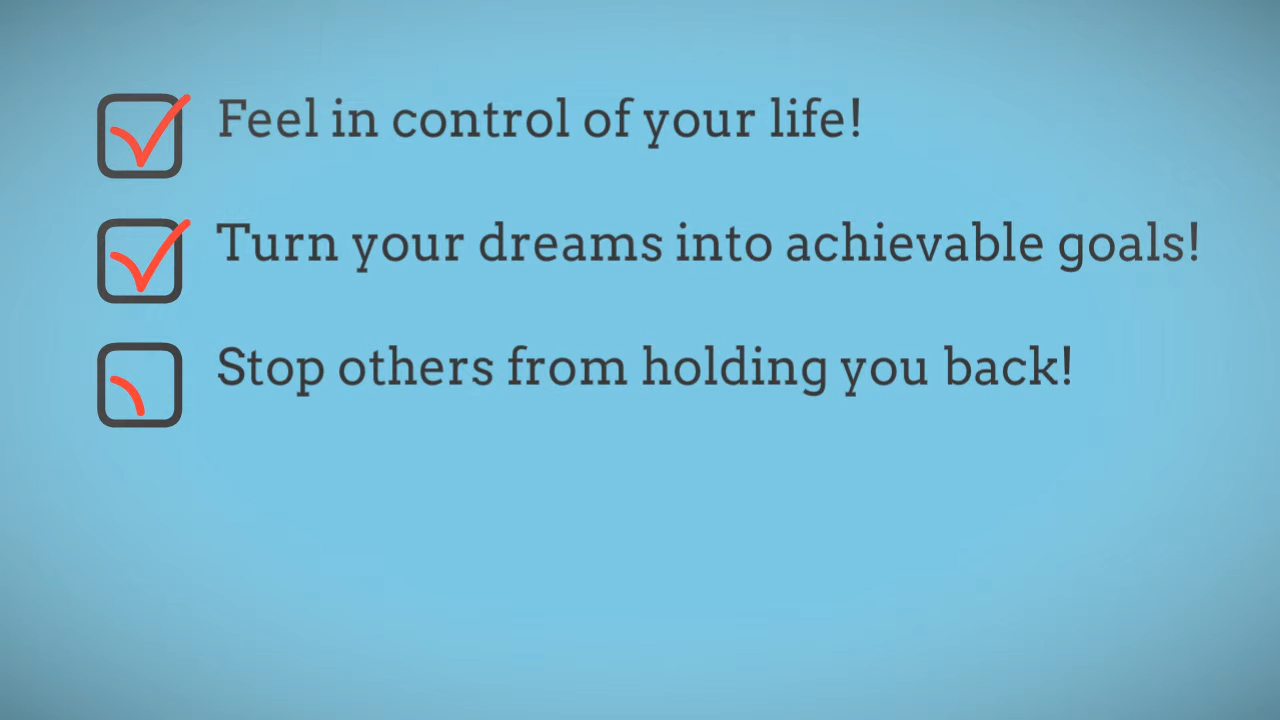 Feel in control of your life!
Turn your dreams into achievable goals!
Stop others from holding you back!